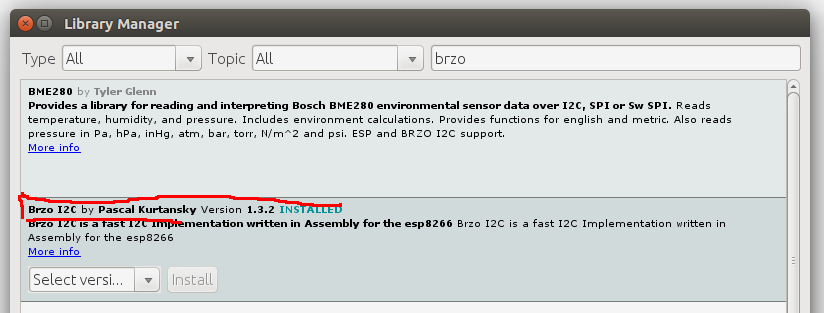 Library Manager
Type All Topic All brzo
BME280 by Tyler Glenn
Provides a library for reading and interpreting Bosch BME280 environmental sensor data over I2C, SPI or Sw SPI. Reads
temperature, humidity, and pressure. Includes environment calculations. Provides functions for english and metric. Also reads
pressure in Pa, hPa, inHg, atm, bar, torr, N/m^2 and psi. ESP and BRZO I2C support.
More info
Brzo I2C by Pascal Kurtansky Version 1.3.2 INSTALLED
Brzo I2C is a fast I2C Implementation written in Assembly for the esp8266 Brzo I2C is a fast I2C Implementation written in
Assembly for the esp8266
More info
Select versi... Install